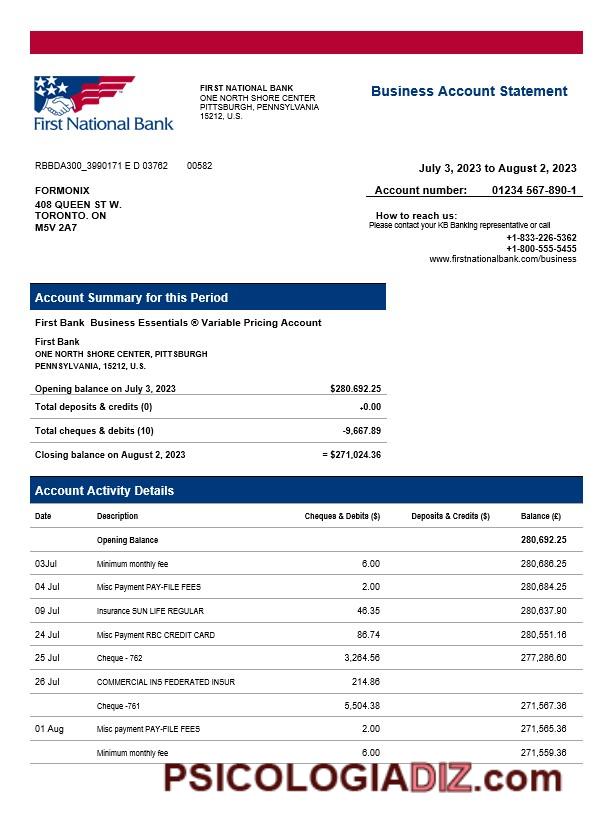 First National Bank
FIRST NATIONAL BANK
ONE NORTH SHORE CENTER
PITTSBURGH, PENNSYLVANIA
15212, U.S.
Business Account Statement
RBBDA300_3990171 E D 03762 00582
July 3, 2023 to August 2, 2023
FORMONIX
408 QUEEN ST W.
TORONTO. ON
M5V 2A7
Account number: 01234 567-890-1
How to reach us:
Please contact your KB Banking representive or call
+1-833-226-5362
+1-800-555-5455
www.firstnationalbank.com/business
Account Summary for this Period
First Bank Business Essentials ® Variable Pricing Account
First Bank
ONE NORTH SHORE CENTER, PITTSBURGH
PENNSYLVANIA, 15212, U.S.
Opening balance on July 3, 2023 $280.692.25
Total deposits & credits (0) +0.00
Total cheques & debits (10) -9,667.89
Closing balance on August 2, 2023 = $271,024.36
Account Activity Details
Date Description Cheques & Debits ($) Deposits & Credits ($) Balance (£)
Opening Balance 280,692.25
03Jul Minimum monthly fee 6.00 280,686.25
04 Jul Misc Payment PAY-FILE FEES 2.00 280,684.25
09 Jul Insurance SUN LIFE REGULAR 46.35 280,637.90
24 Jul Misc Payment RBC CREDIT CARD 86.74 280,551.16
25 Jul Cheque - 762 3,264.56 277,286.60
26 Jul COMMERCIAL INS FEDERATED INSUR 214.86
Cheque -761 5,504.38 271,567.36
01 Aug Misc payment PAY-FILE FEES 2.00 271,565.36
Minimum monthly fee 6.00 271,559.36
PSICOLOGIADIZ.com